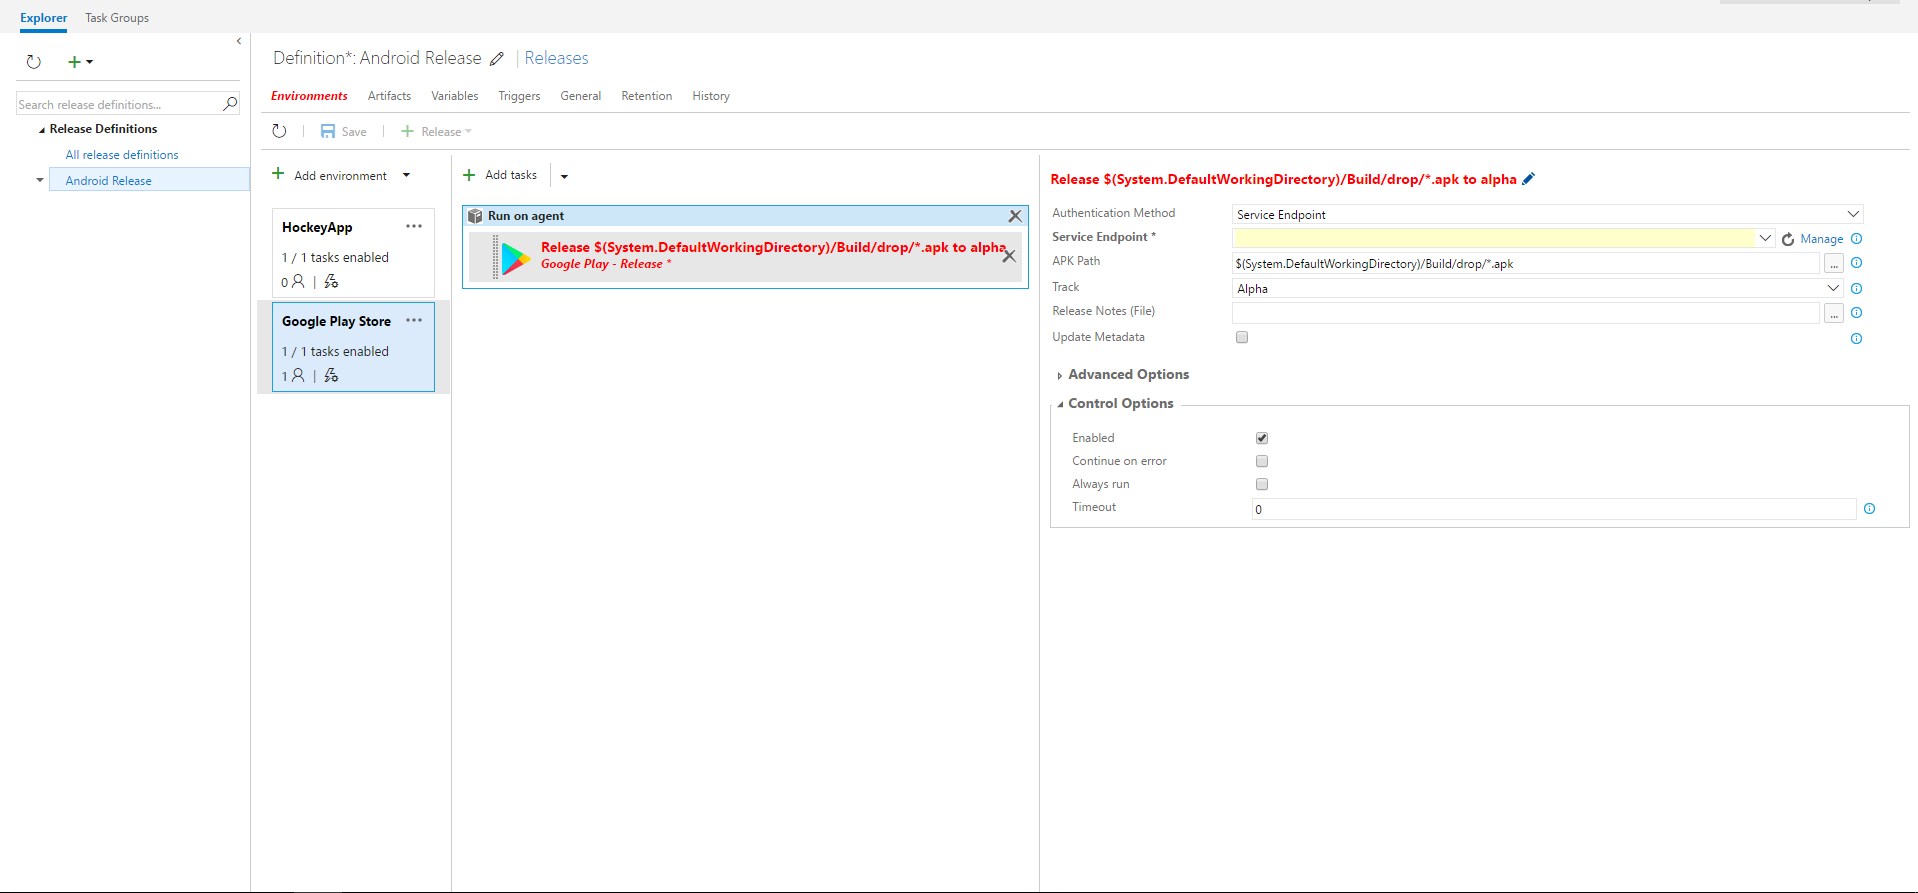 Explorer Task Groups
Search release definitions...
Release Definitions
All release definitions
Android Release
Definition*: Android Release | Releases
Environments Artifacts Variables Triggers General Retention History
Save Release
Add environment
HockeyApp ...
1 / 1 tasks enabled
0 |
Google Play Store ...
1 / 1 tasks enabled
1 |
Add tasks
Run on agent
Release $(System.DefaultWorkingDirectory)/Build/drop/*.apk to alpha
Google Play - Release *
Release $(System.DefaultWorkingDirectory)/Build/drop/*.apk to alpha
Authentication Method Service Endpoint
Service Endpoint * Manage
APK Path $(System.DefaultWorkingDirectory)/Build/drop/*.apk ...
Track Alpha
Release Notes (File) ...
Update Metadata
Advanced Options
Control Options
Enabled
Continue on error
Always run
Timeout 0